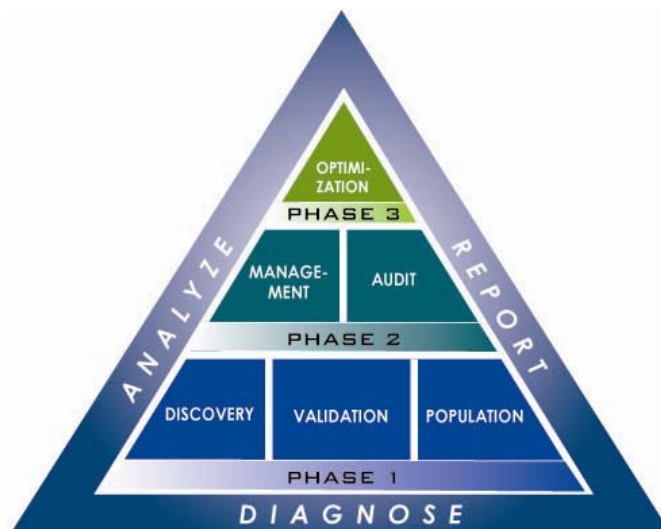 OPTIMI-
ZATION
PHASE 3
ANALYZE
REPORT
MANAGE-
MENT
AUDIT
PHASE 2
DISCOVERY
VALIDATION
POPULATION
PHASE 1
DIAGNOSE